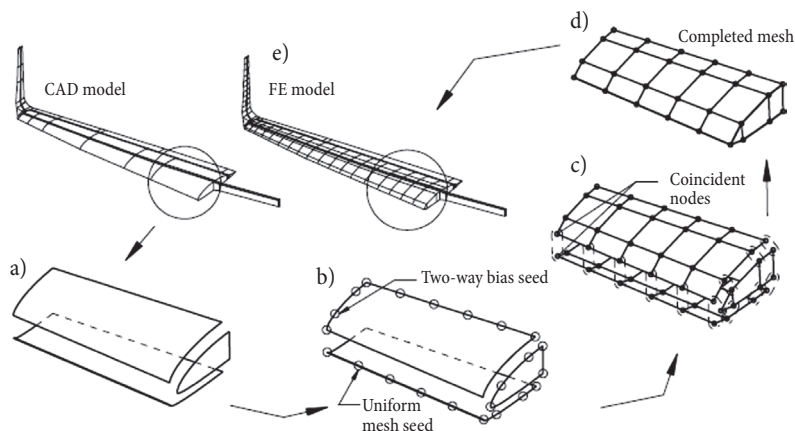 d)
Completed mesh
e)
CAD model
FE model
c)
Coincident
nodes
a)
b)
Two-way bias seed
Uniform
mesh seed